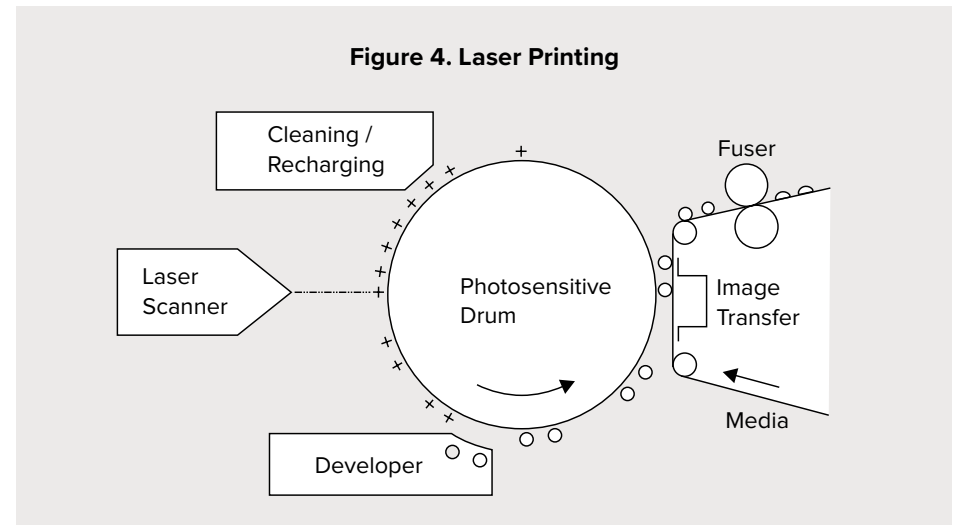 Figure 4. Laser Printing
Cleaning /
Recharging
Fuser
Laser
Scanner
Photosensitive
Drum
Image
Transfer
Media
Developer